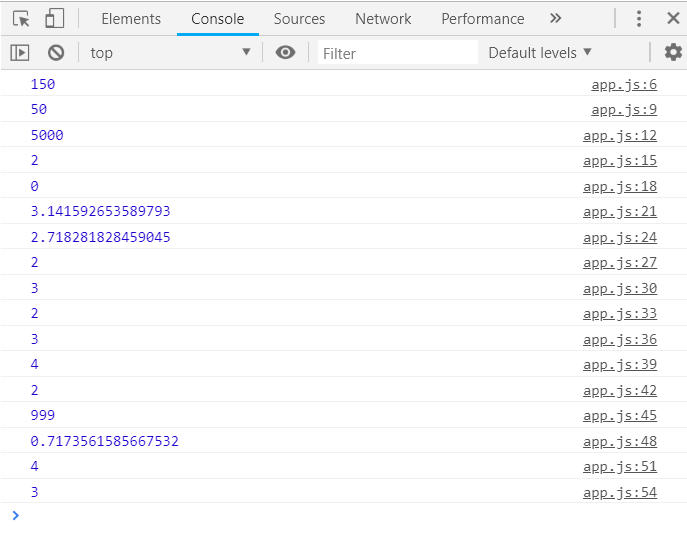 Elements Console Sources Network Performance »
top Filter Default levels
150 app.js:6
50 app.js:9
5000 app.js:12
2 app.js:15
0 app.js:18
3.141592653589793 app.js:21
2.718281828459045 app.js:24
2 app.js:27
3 app.js:30
2 app.js:33
3 app.js:36
4 app.js:39
2 app.js:42
999 app.js:45
0.7173561585667532 app.js:48
4 app.js:51
3 app.js:54